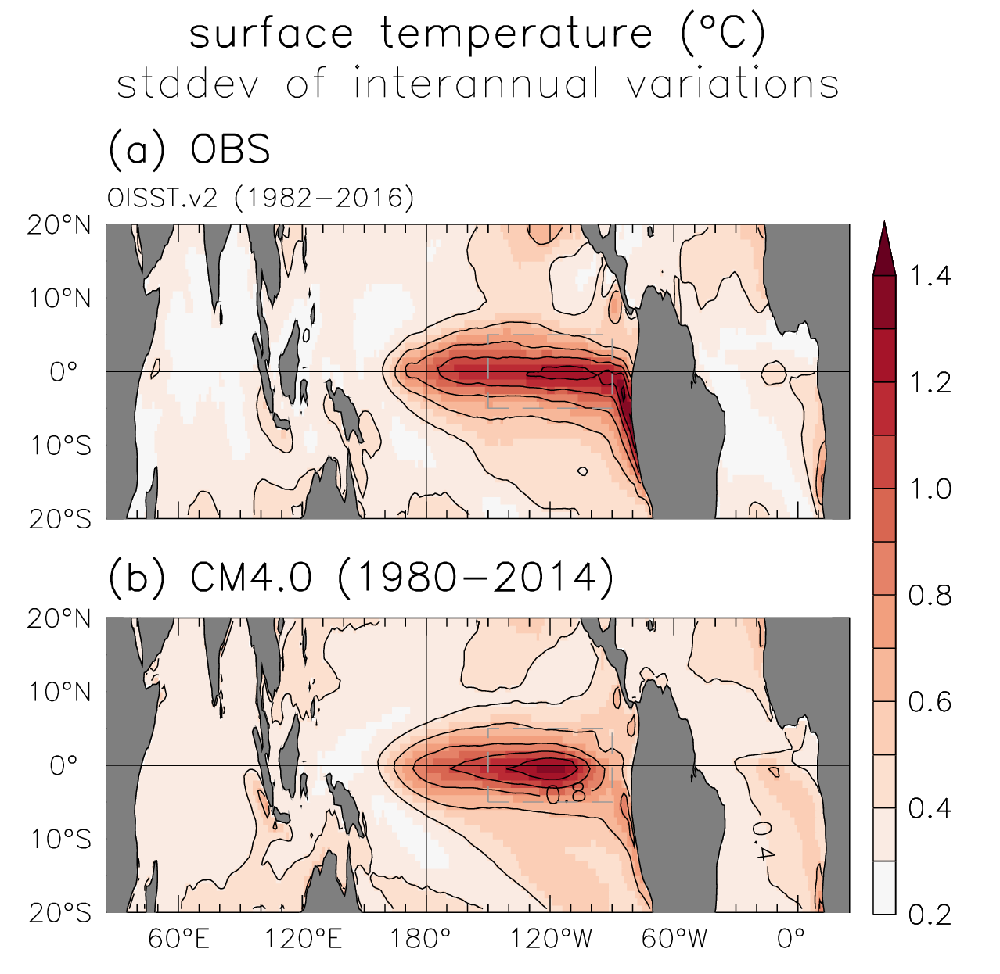 surface temperature (°C)
stddev of interannual variations
(a) OBS
OISST.v2 (1982−2016)
20°N
10°N
0°
10°S
20°S
(b) CM4.0 (1980−2014)
20°N
10°N
0°
10°S
20°S
0.8
0.4
60°E 120°E 180° 120°W 60°W 0°
1.4
1.2
1.0
0.8
0.6
0.4
0.2